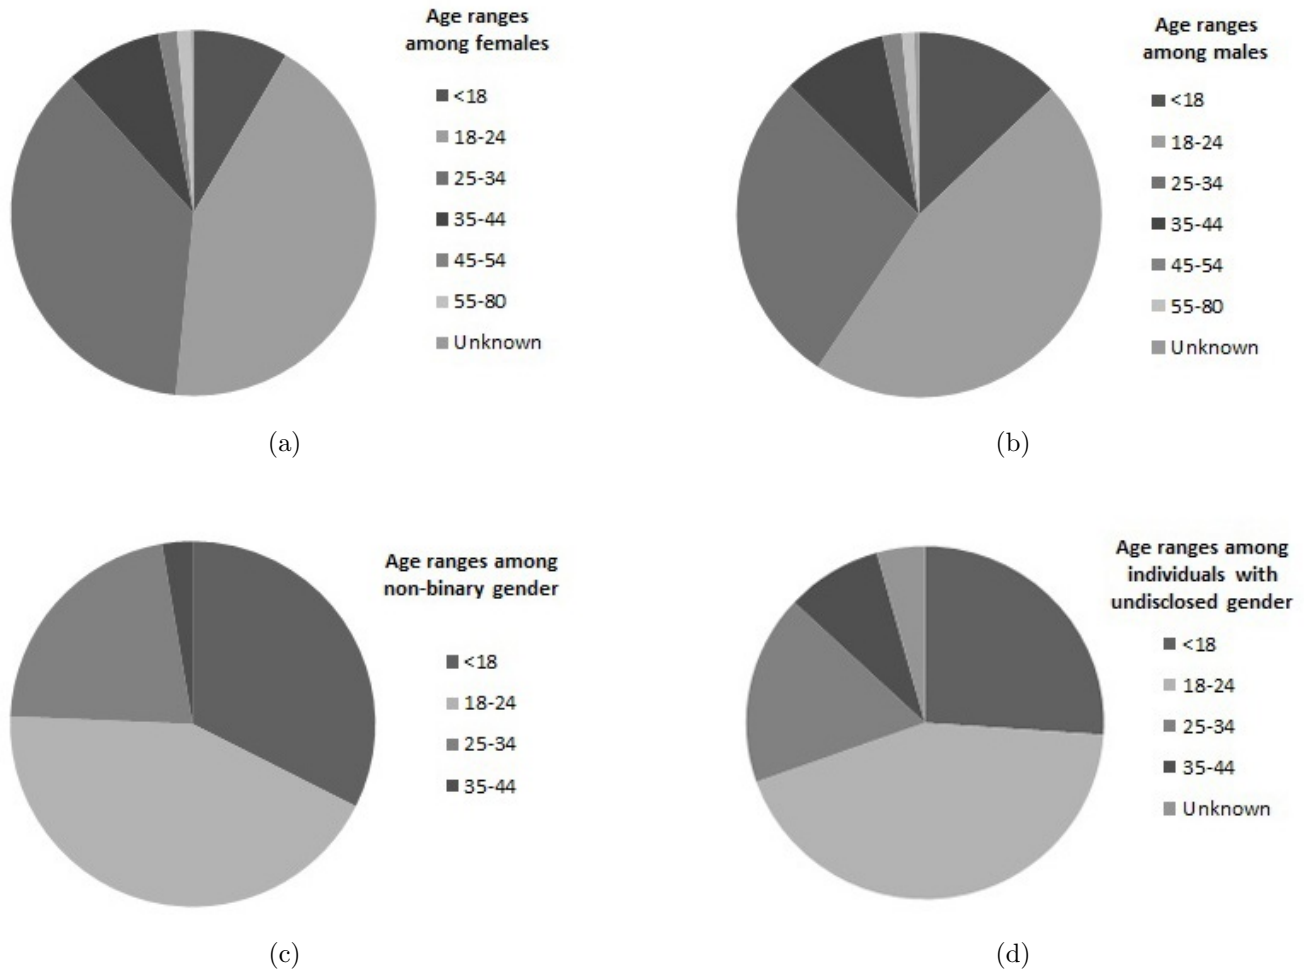 Age ranges
among females
<18
18-24
25-34
35-44
45-54
55-80
Unknown
(a)
Age ranges
among males
<18
18-24
25-34
35-44
45-54
55-80
Unknown
(b)
Age ranges among
non-binary gender
<18
18-24
25-34
35-44
(c)
Age ranges among
individuals with
undisclosed gender
<18
18-24
25-34
35-44
Unknown
(d)